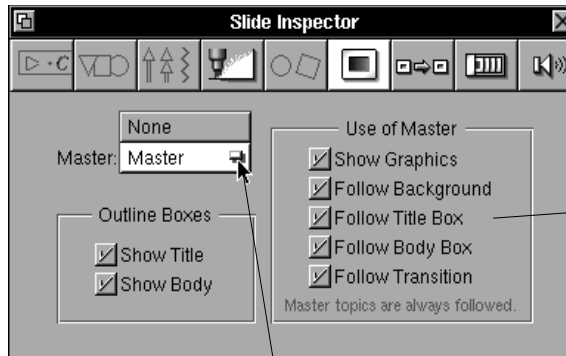 Slide Inspector
C
None
Master: Master
Outline Boxes
Show Title
Show Body
Use of Master
Show Graphics
Follow Background
Follow Title Box
Follow Body Box
Follow Transition
Master topics are always followed.